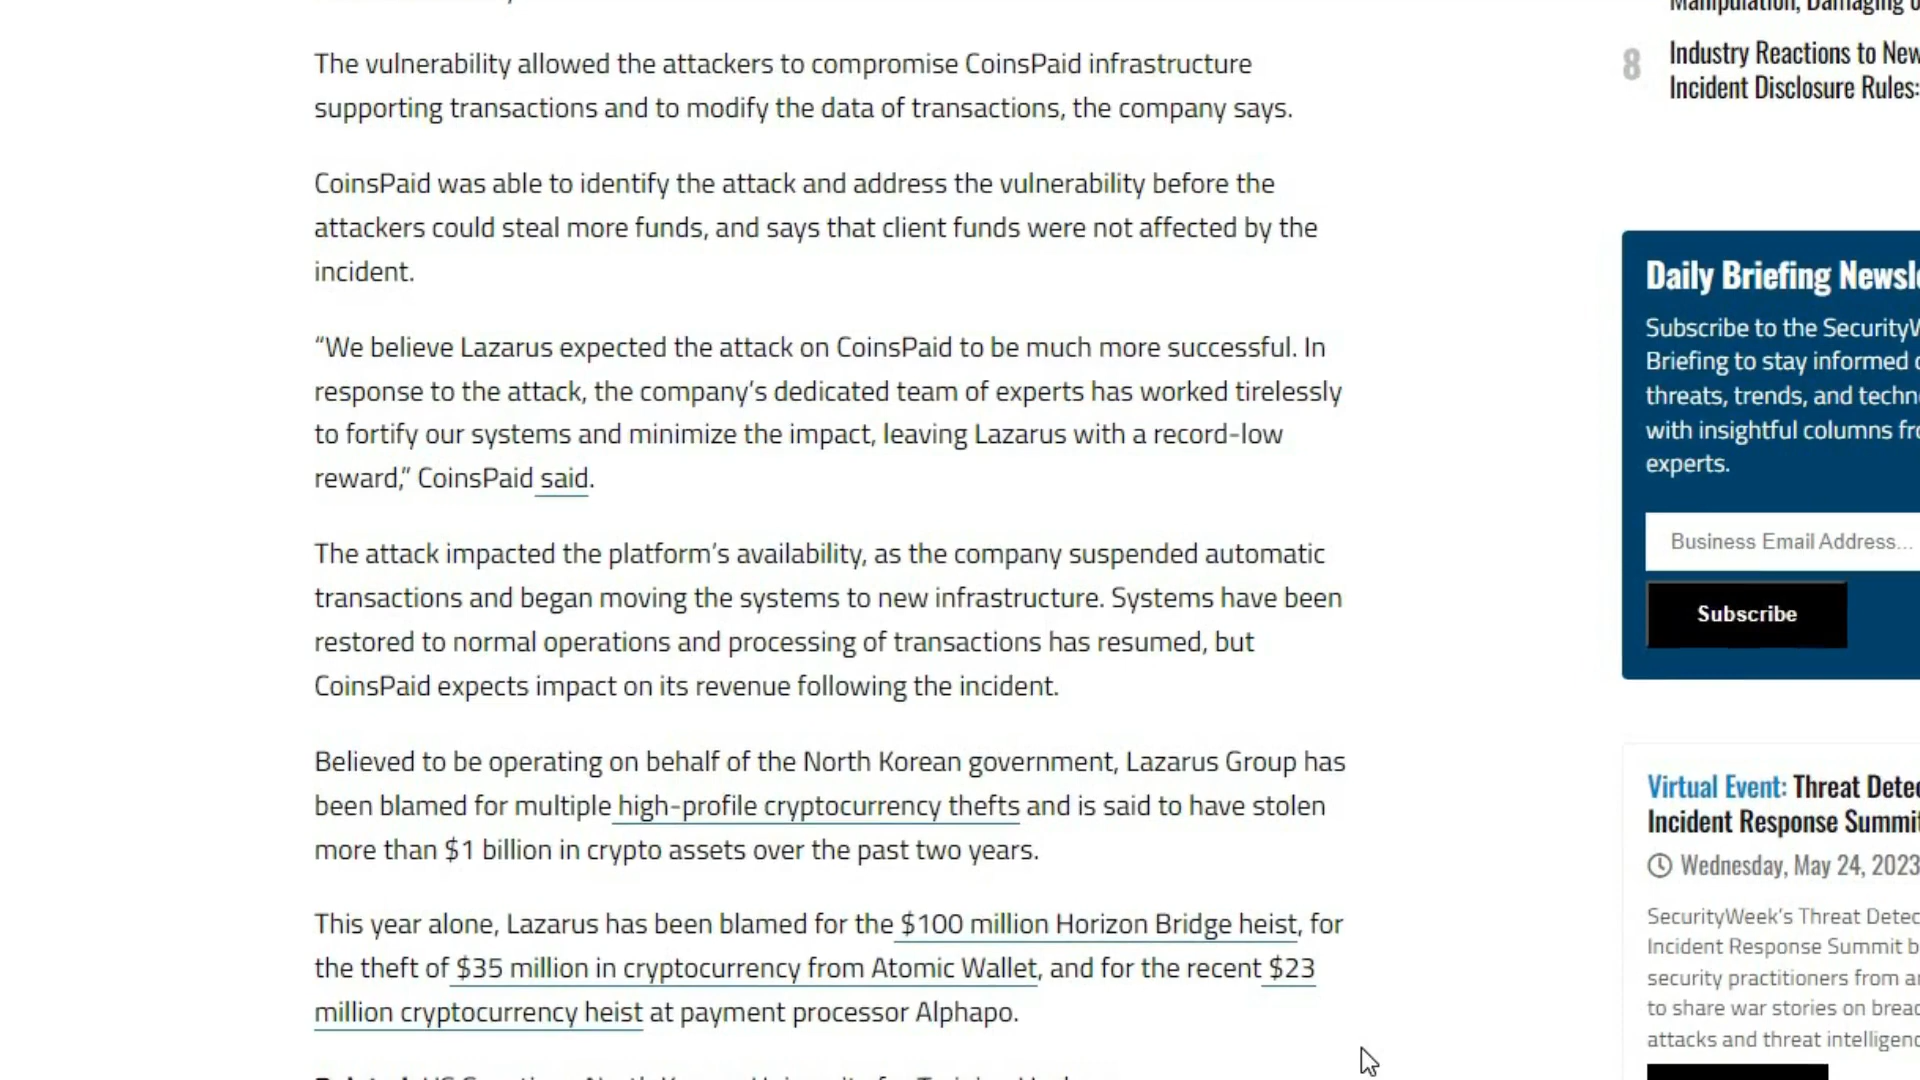 The vulnerability allowed the attackers to compromise CoinsPaid infrastructure
supporting transactions and to modify the data of transactions, the company says.
CoinsPaid was able to identify the attack and address the vulnerability before the
attackers could steal more funds, and says that client funds were not affected by the
incident.
“We believe Lazarus expected the attack on CoinsPaid to be much more successful. In
response to the attack, the company’s dedicated team of experts has worked tirelessly
to fortify our systems and minimize the impact, leaving Lazarus with a record-low
reward,” CoinsPaid said.
The attack impacted the platform’s availability, as the company suspended automatic
transactions and began moving the systems to new infrastructure. Systems have been
restored to normal operations and processing of transactions has resumed, but
CoinsPaid expects impact on its revenue following the incident.
Believed to be operating on behalf of the North Korean government, Lazarus Group has
been blamed for multiple high-profile cryptocurrency thefts and is said to have stolen
more than $1 billion in crypto assets over the past two years.
This year alone, Lazarus has been blamed for the $100 million Horizon Bridge heist, for
the theft of $35 million in cryptocurrency from Atomic Wallet, and for the recent $23
million cryptocurrency heist at payment processor Alphapo.
Manipulation, Damaging
8
Industry Reactions to New
Incident Disclosure Rules:
Daily Briefing Newsl
Subscribe to the SecurityW
Briefing to stay informed
threats, trends, and techn
with insightful columns fr
experts.
Business Email Address...
Subscribe
Virtual Event: Threat Detec
Incident Response Summit
Wednesday, May 24, 2023
SecurityWeek’s Threat Detec
Incident Response Summit b
security practitioners from ar
to share war stories on breac
attacks and threat intelligenc